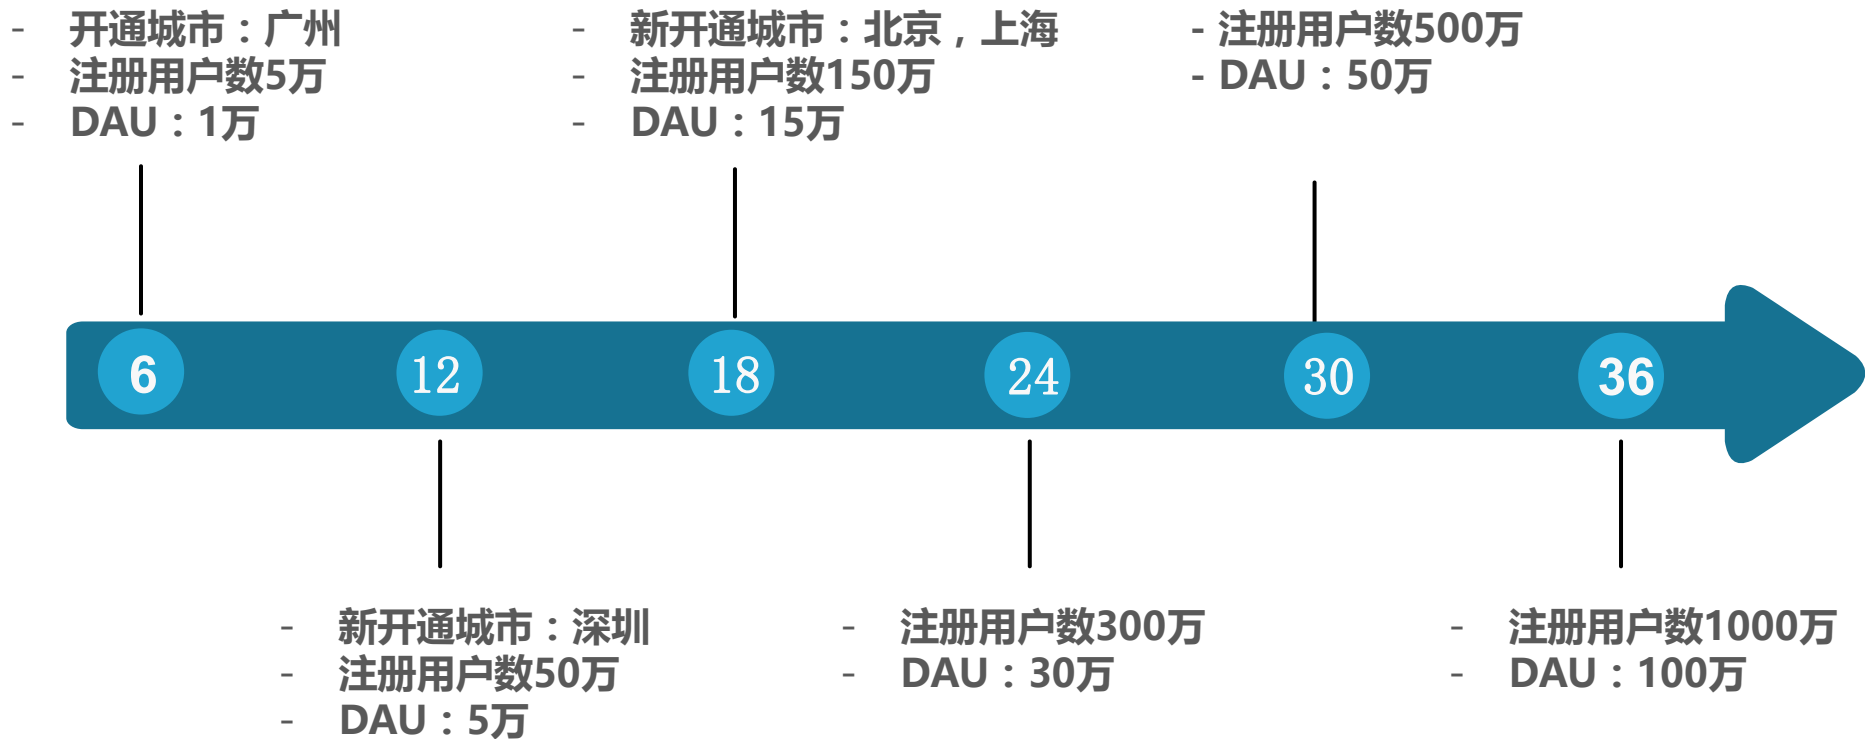 - 开通城市：广州
- 注册用户数5万
- DAU：1万
- 新开通城市：北京，上海
- 注册用户数150万
- DAU：15万
- 注册用户数500万
- DAU：50万
6
12
18
24
30
36
- 新开通城市：深圳
- 注册用户数50万
- DAU：5万
- 注册用户数300万
- DAU：30万
- 注册用户数1000万
- DAU：100万